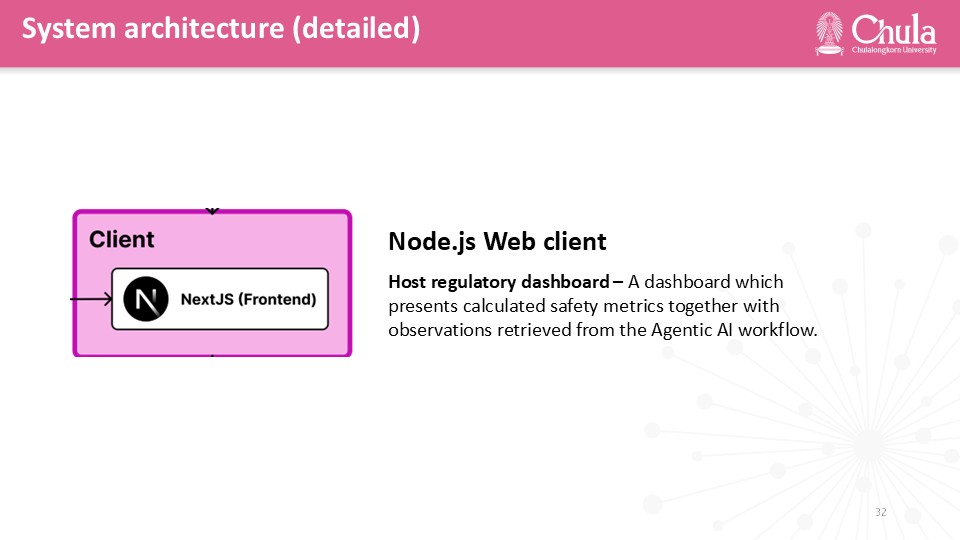 System architecture (detailed)
Chula
Chulalongkorn University
Client
N
NextJS (Frontend)
Node.js Web client
Host regulatory dashboard – A dashboard which
presents calculated safety metrics together with
observations retrieved from the Agentic AI workflow.
32